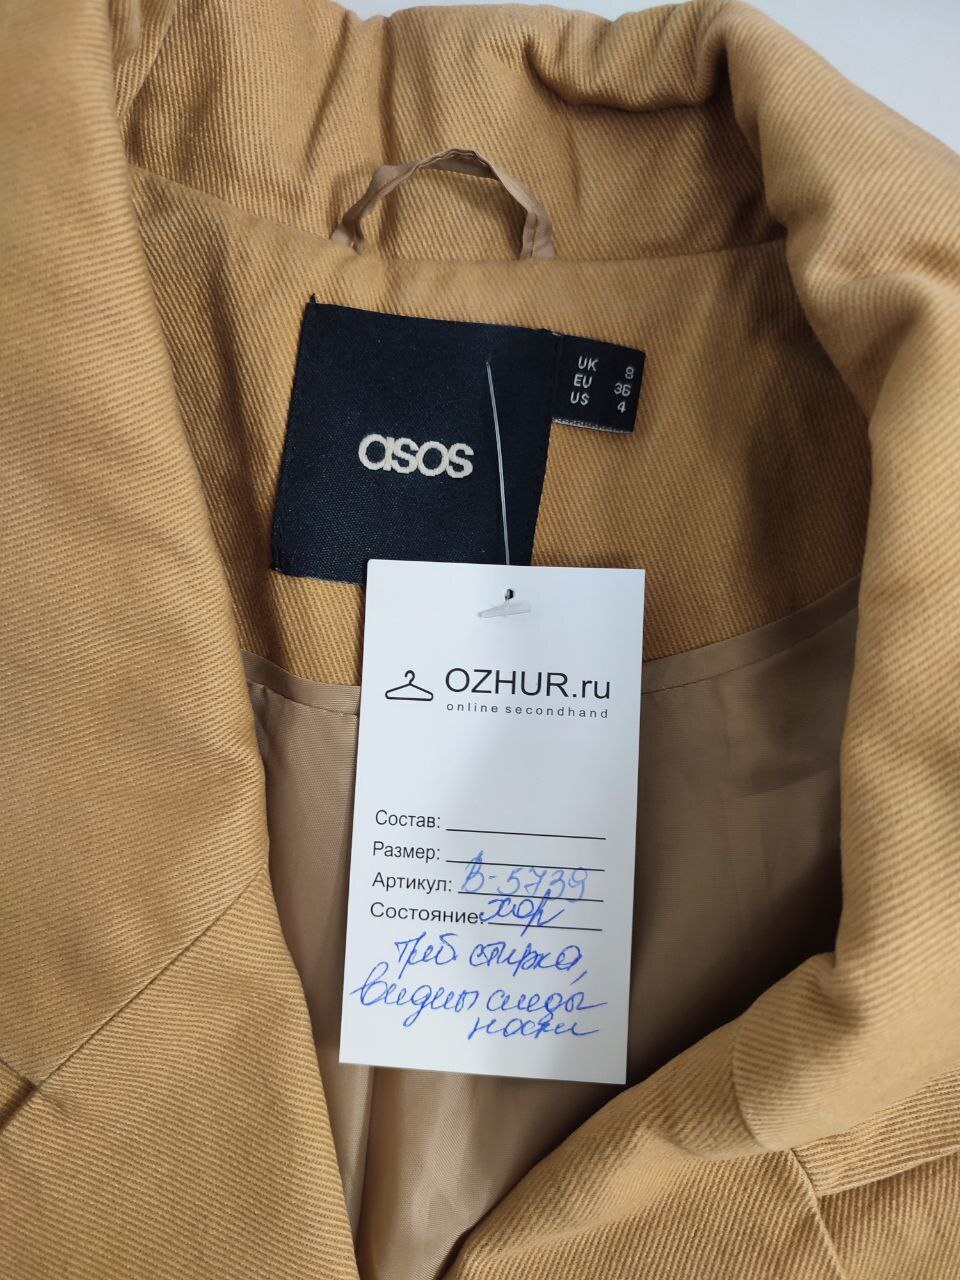 UK 8
EU 36
US 4
asos
OZHUR.ru
online secondhand
Состав:
Размер:
Артикул: В-5739
Состояние: хор
треб. стирка,
видны следы
носки